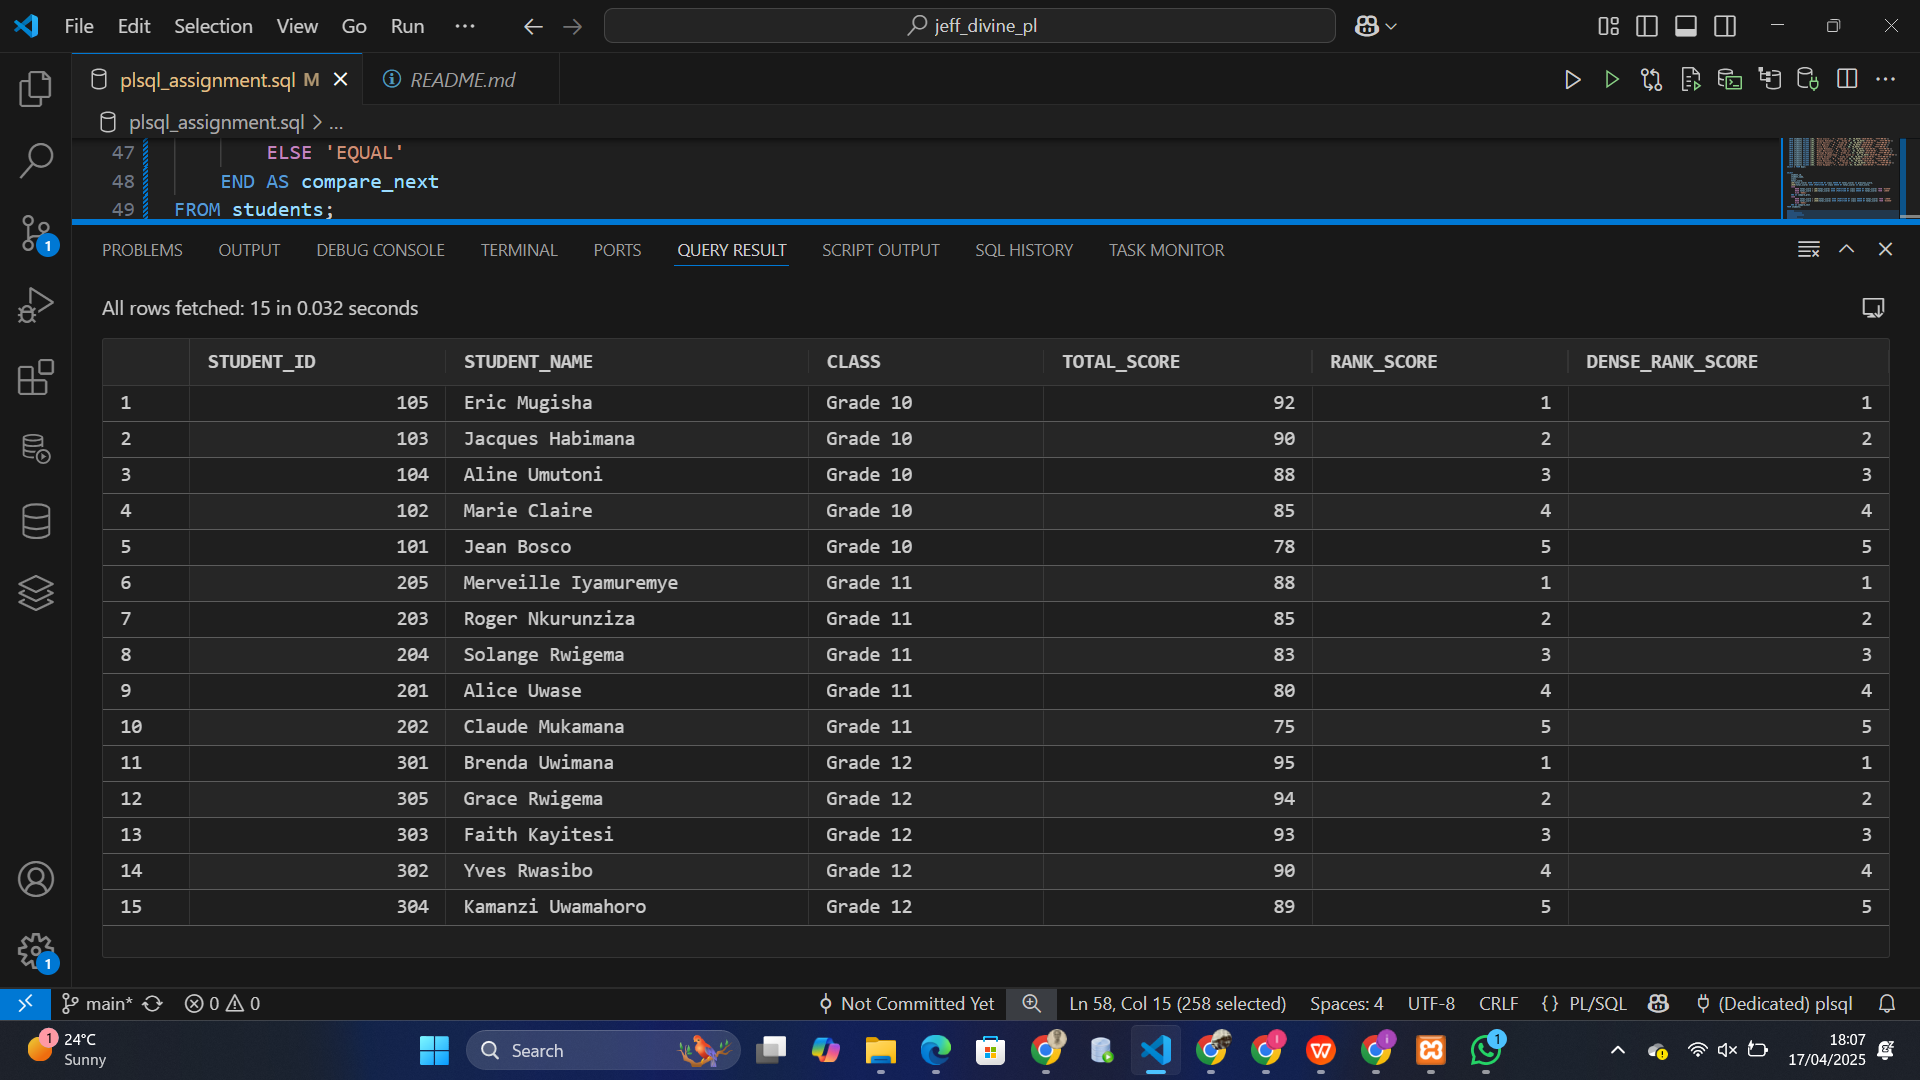 File Edit Selection View Go Run ··· jeff_divine_pl
plsql_assignment.sql M README.md
plsql_assignment.sql > ...
47 ELSE 'EQUAL'
48 END AS compare_next
49 FROM students;
PROBLEMS OUTPUT DEBUG CONSOLE TERMINAL PORTS QUERY RESULT SCRIPT OUTPUT SQL HISTORY TASK MONITOR
All rows fetched: 15 in 0.032 seconds
STUDENT_ID STUDENT_NAME CLASS TOTAL_SCORE RANK_SCORE DENSE_RANK_SCORE
1 105 Eric Mugisha Grade 10 92 1 1
2 103 Jacques Habimana Grade 10 90 2 2
3 104 Aline Umutoni Grade 10 88 3 3
4 102 Marie Claire Grade 10 85 4 4
5 101 Jean Bosco Grade 10 78 5 5
6 205 Merveille Iyamuremye Grade 11 88 1 1
7 203 Roger Nkurunziza Grade 11 85 2 2
8 204 Solange Rwigema Grade 11 83 3 3
9 201 Alice Uwase Grade 11 80 4 4
10 202 Claude Mukamana Grade 11 75 5 5
11 301 Brenda Uwimana Grade 12 95 1 1
12 305 Grace Rwigema Grade 12 94 2 2
13 303 Faith Kayitesi Grade 12 93 3 3
14 302 Yves Rwasibo Grade 12 90 4 4
15 304 Kamanzi Uwamahoro Grade 12 89 5 5
1
1
main* 0 0 Not Committed Yet Ln 58, Col 15 (258 selected) Spaces: 4 UTF-8 CRLF {} PL/SQL (Dedicated) plsql
1 24°C
Sunny
Search
1
18:07
17/04/2025